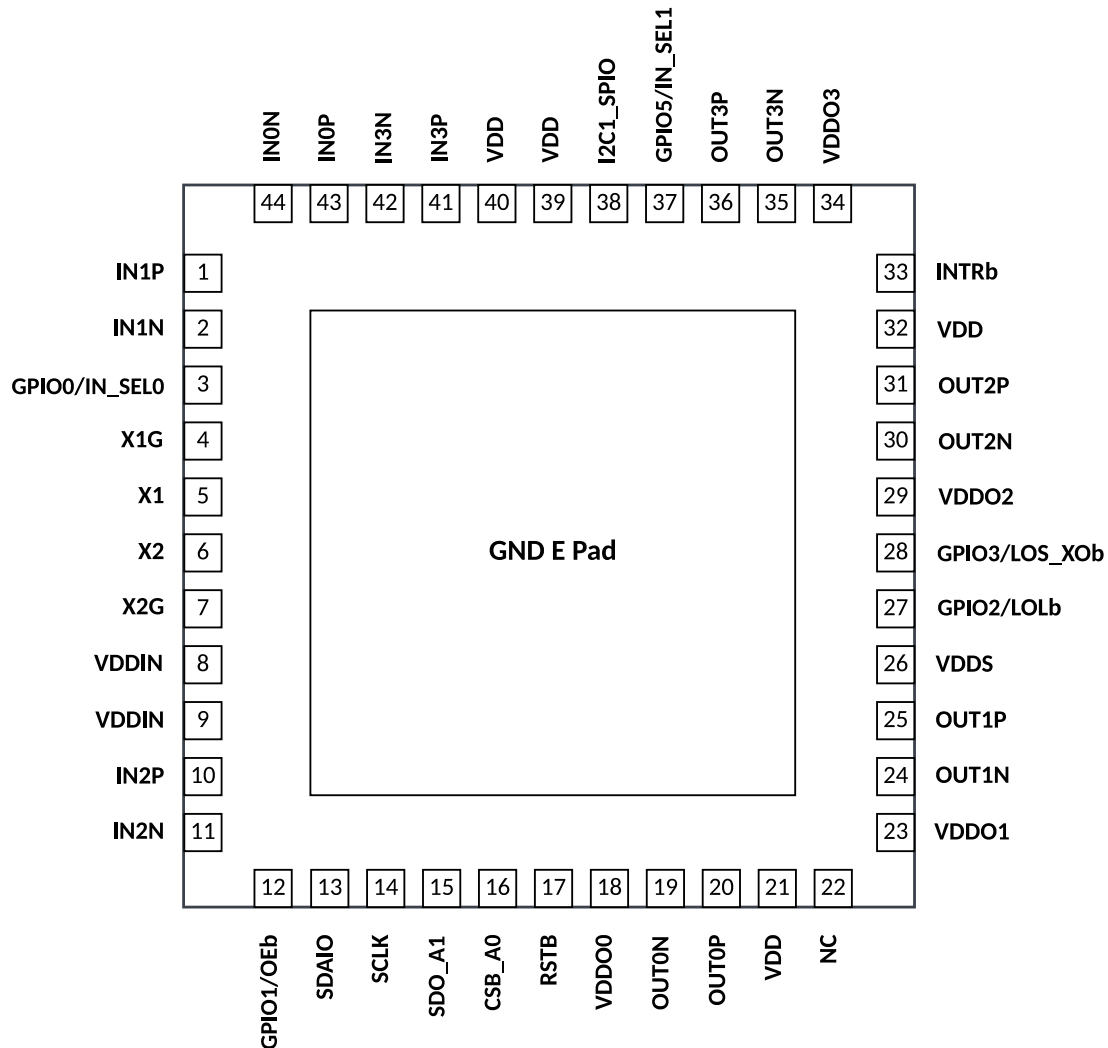 IN0N
IN0P
IN3N
IN3P
VDD
VDD
I2C1_SPIO
GPIO5/IN_SEL1
OUT3P
OUT3N
VDDO3
44 43 42 41 40 39 38 37 36 35 34
IN1P 1 33 INTRb
IN1N 2 32 VDD
GPIO0/IN_SEL0 3 31 OUT2P
X1G 4 30 OUT2N
X1 5 29 VDDO2
X2 6 GND E Pad 28 GPIO3/LOS_XOb
X2G 7 27 GPIO2/LOLb
VDDIN 8 26 VDDS
VDDIN 9 25 OUT1P
IN2P 10 24 OUT1N
IN2N 11 23 VDDO1
12 13 14 15 16 17 18 19 20 21 22
GPIO1/OEb
SDAIO
SCLK
SDO_A1
CSB_A0
RSTB
VDDO0
OUT0N
OUT0P
VDD
NC